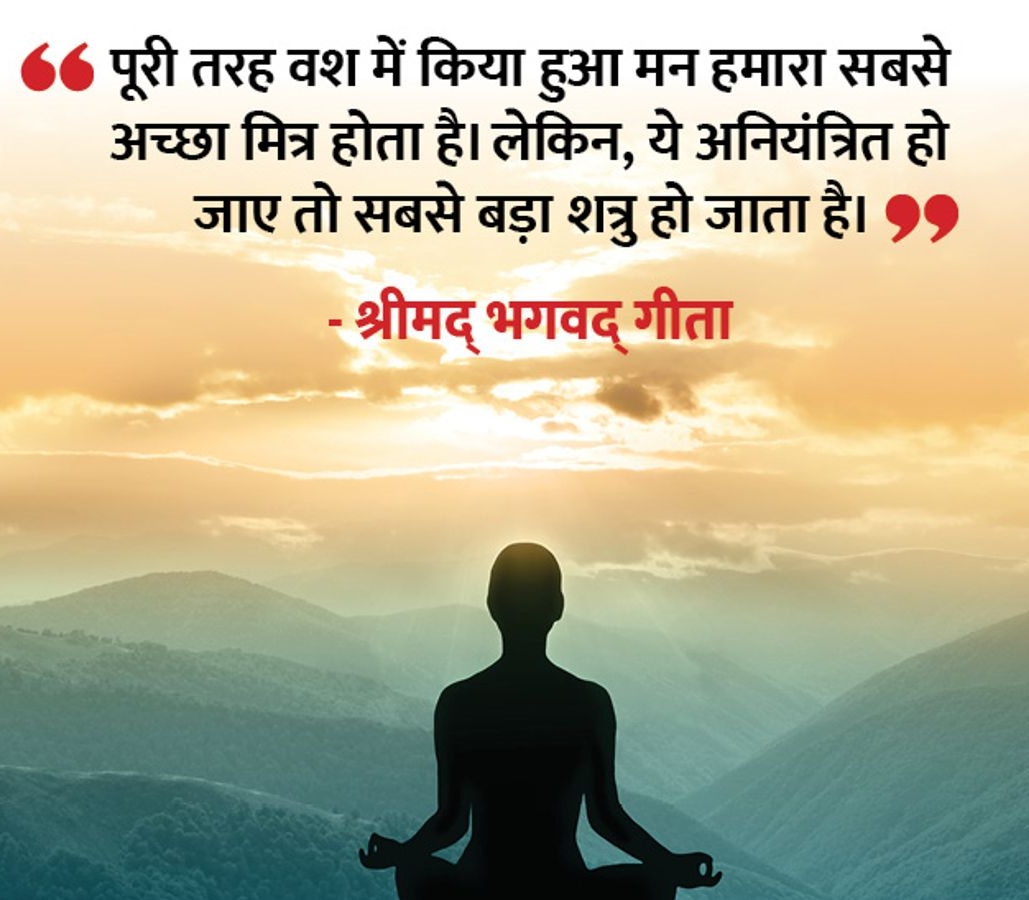 “ पूरी तरह वश में किया हुआ मन हमारा सबसे
अच्छा मित्र होता है। लेकिन, ये अनियंत्रित हो
जाए तो सबसे बड़ा शत्रु हो जाता है। ”
- श्रीमद् भगवद् गीता